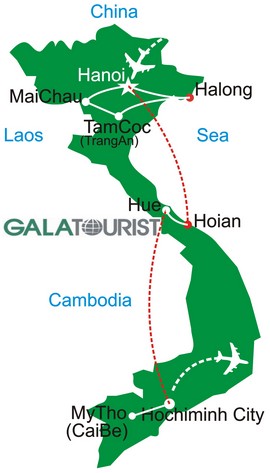 China
Hanoi
MaiChau
Halong
Laos
TamCoc
(TrangAn)
Sea
Hue
GALATOURIST
Hoian
Cambodia
MyTho
(CaiBe)
Hochiminh City